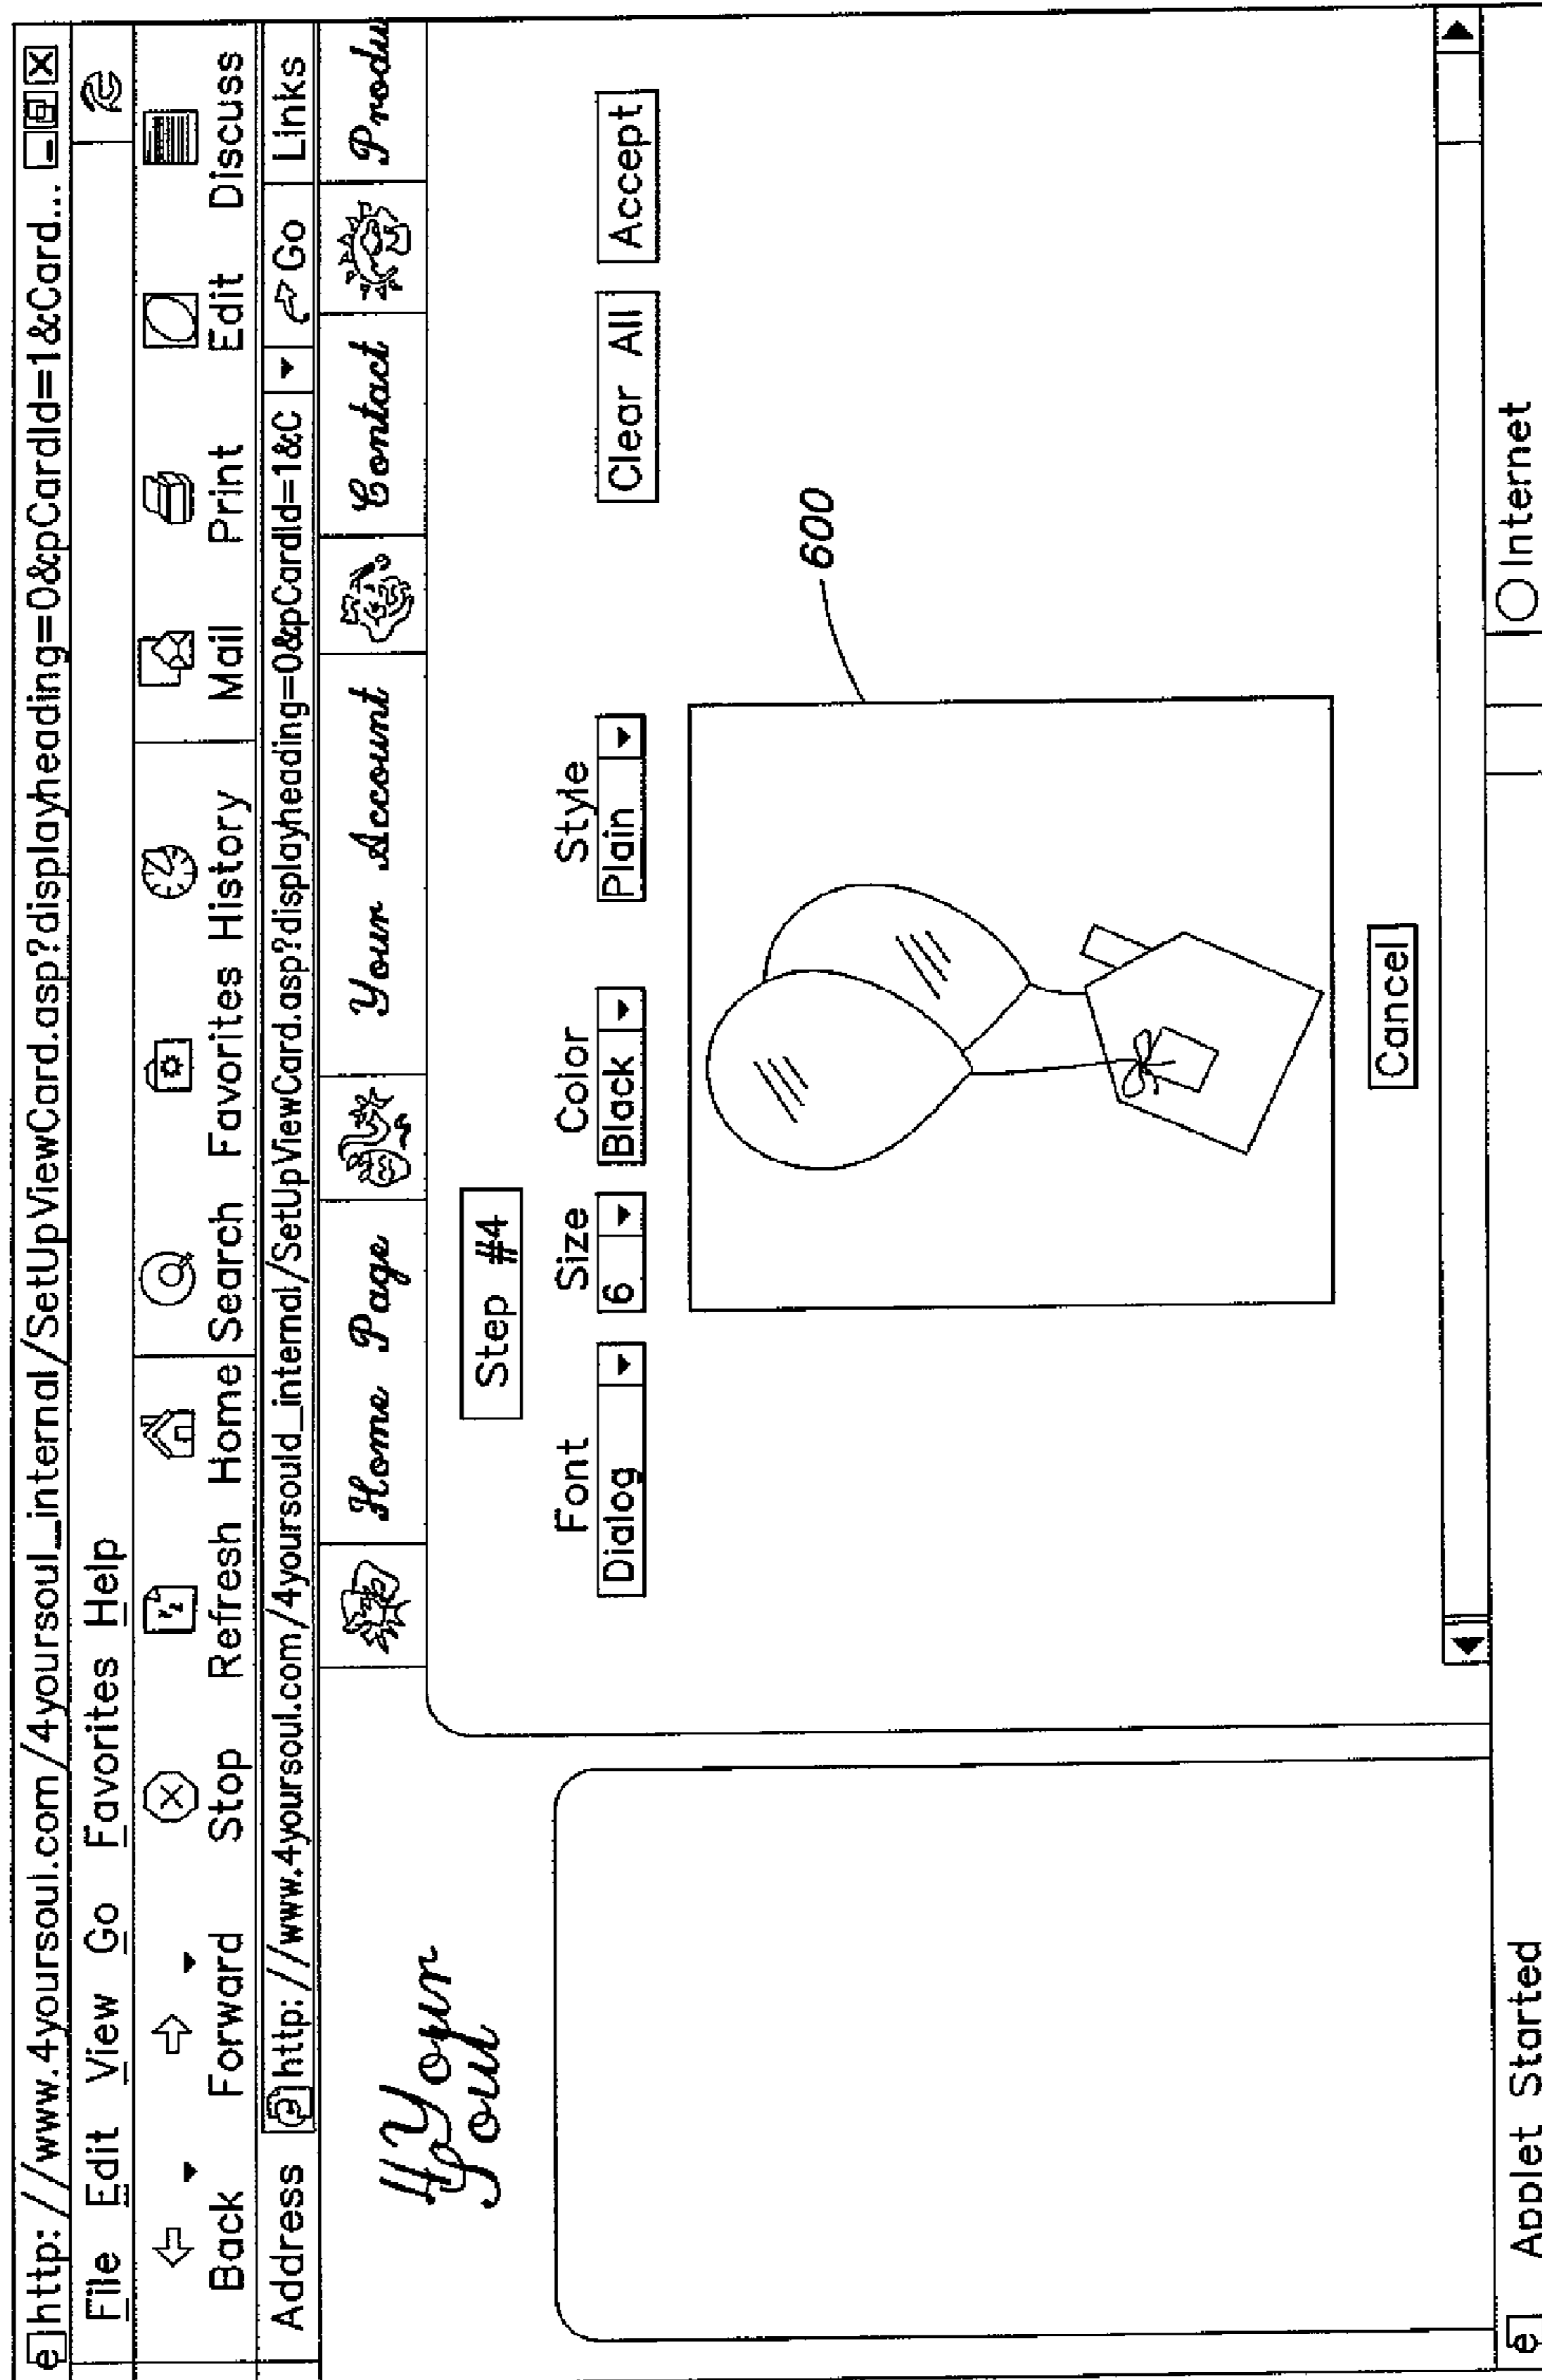 http://www.4yoursoul.com/4yoursoul_internal/SetUpViewCard.asp?displayheading=0&pCardId=1&Card...
File Edit View Go Favorites Help
Back Forward Stop Refresh Home Search Favorites History Mail Print Edit Discuss
Address http://www.4yoursoul.com/4yoursould_internal/SetUpViewCard.asp?displayheading=0&pCardId=1&C Go Links
Home Page Your Account Contact Produ
4 Your
Soul
Step #4
Font Size Color Style
Dialog 6 Black Plain Clear All Accept
600
Cancel
Applet Started Internet